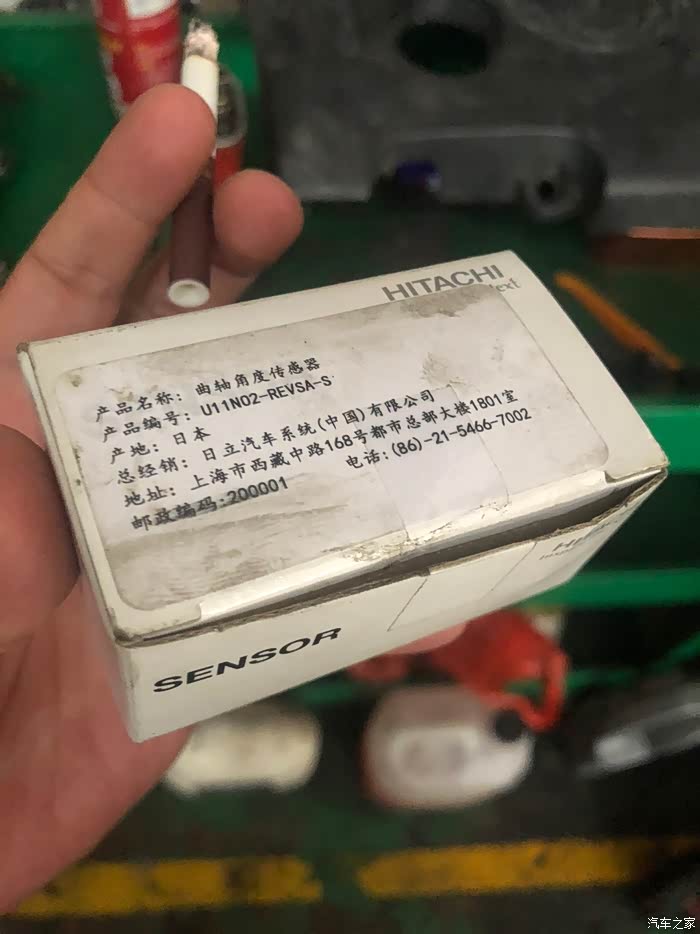 HITACHI
产品名称: 曲轴角度传感器
产品编号: U11N02-REVSA-S
产地: 日本
总经销: 日立汽车系统(中国)有限公司
地址: 上海市西藏中路168号都市总部大楼1801室
邮政编码:200001 电话:(86)-21-5466-7002
SENSOR
汽车之家